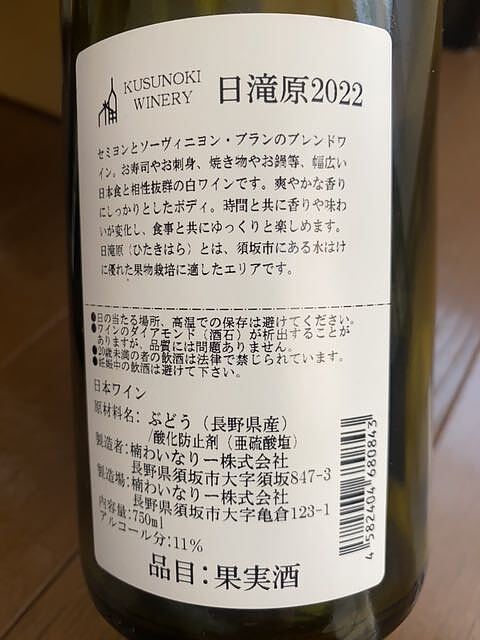 KUSUNOKI
WINERY
日滝原2022
セミヨンとソーヴィニヨン・ブランのブレンドワ
イン。お寿司やお刺身、焼き物やお鍋等、幅広い
日本食と相性抜群の白ワインです。爽やかな香り
にしっかりとしたボディ。時間と共に香りや味わ
いが変化し、食事と共にゆっくりと楽しめます。
日滝原（ひたきはら）とは、須坂市にある水はけ
に優れた果物栽培に適したエリアです。
●日の当たる場所、高温での保存は避けてください。
●ワインのダイアモンド（酒石）が析出することが
ありますが、品質には問題ありません。
●20歳未満の者の飲酒は法律で禁じられています。
●妊娠中の飲酒は避けて下さい。
日本ワイン
原材料名：ぶどう（長野県産）
/酸化防止剤（亜硫酸塩）
製造者：楠わいなりー株式会社
長野県須坂市大字須坂847-3
製造場：楠わいなりー株式会社
長野県須坂市大字亀倉123-1
内容量：750ml
アルコール分：11％
品目：果実酒
4 582404 680843